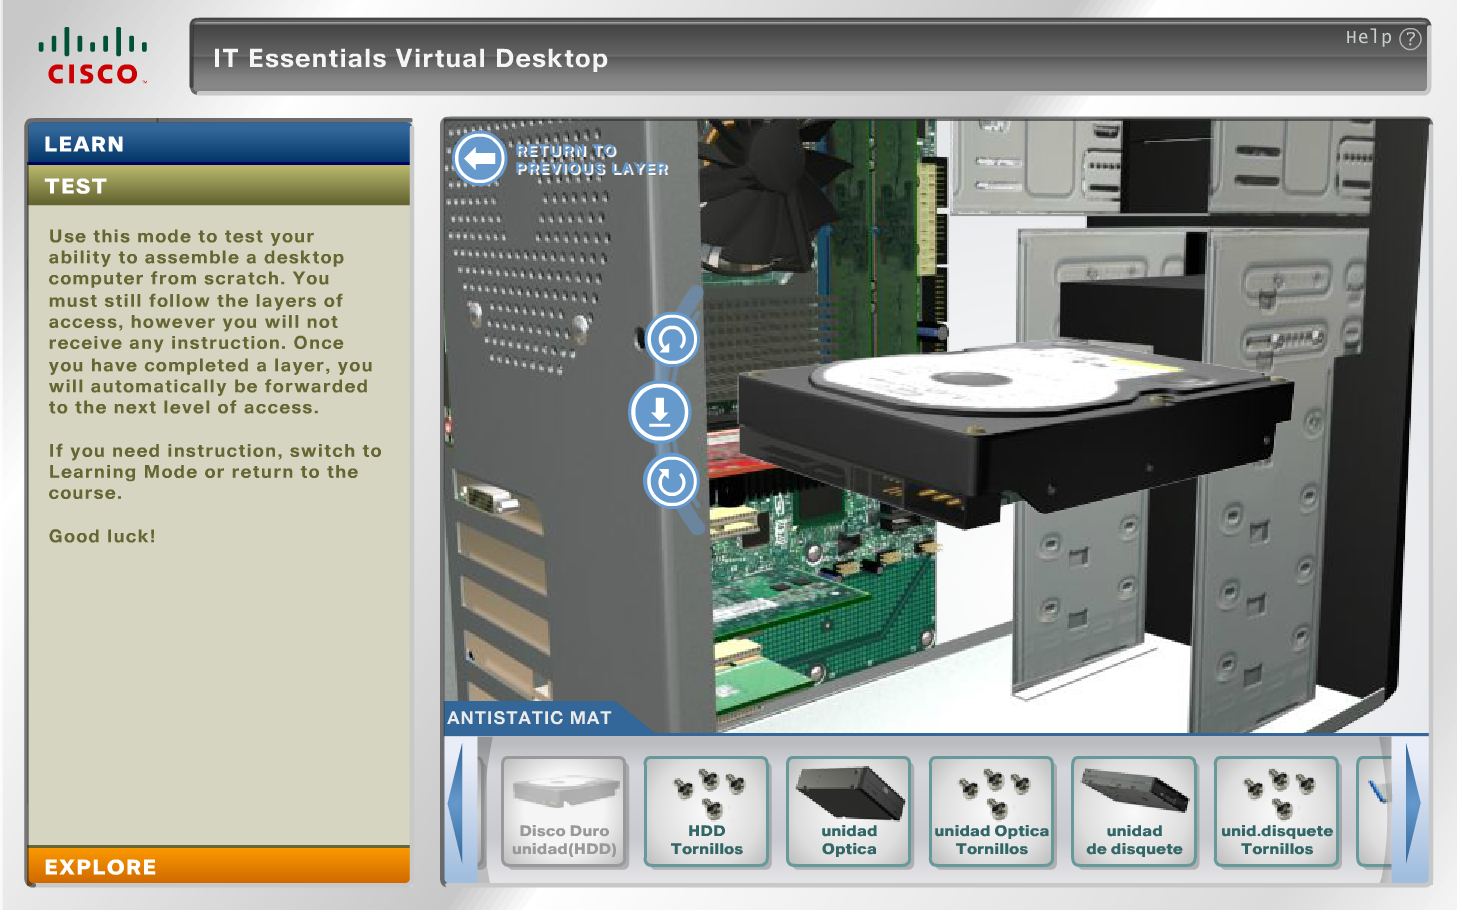 CISCO
IT Essentials Virtual Desktop
Help ?
LEARN
TEST
Use this mode to test your
ability to assemble a desktop
computer from scratch. You
must still follow the layers of
access, however you will not
receive any instruction. Once
you have completed a layer, you
will automatically be forwarded
to the next level of access.
If you need instruction, switch to
Learning Mode or return to the
course.
Good luck!
EXPLORE
RETURN TO
PREVIOUS LAYER
ANTISTATIC MAT
Disco Duro
unidad(HDD)
HDD
Tornillos
unidad
Optica
unidad Optica
Tornillos
unidad
de disquete
unid.disquete
Tornillos